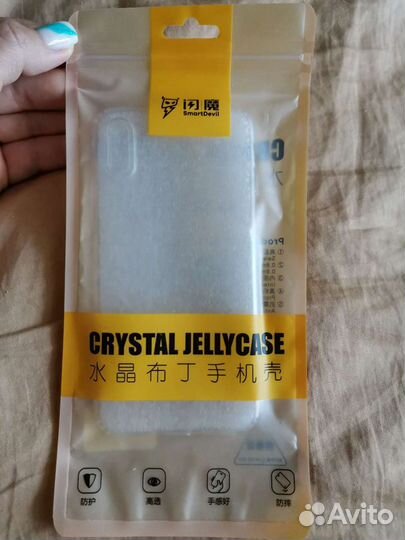 闪魔
SmartDevil
CRYSTAL JELLYCASE
水晶布丁手机壳
防护
高透
手感好
防摔
Avito